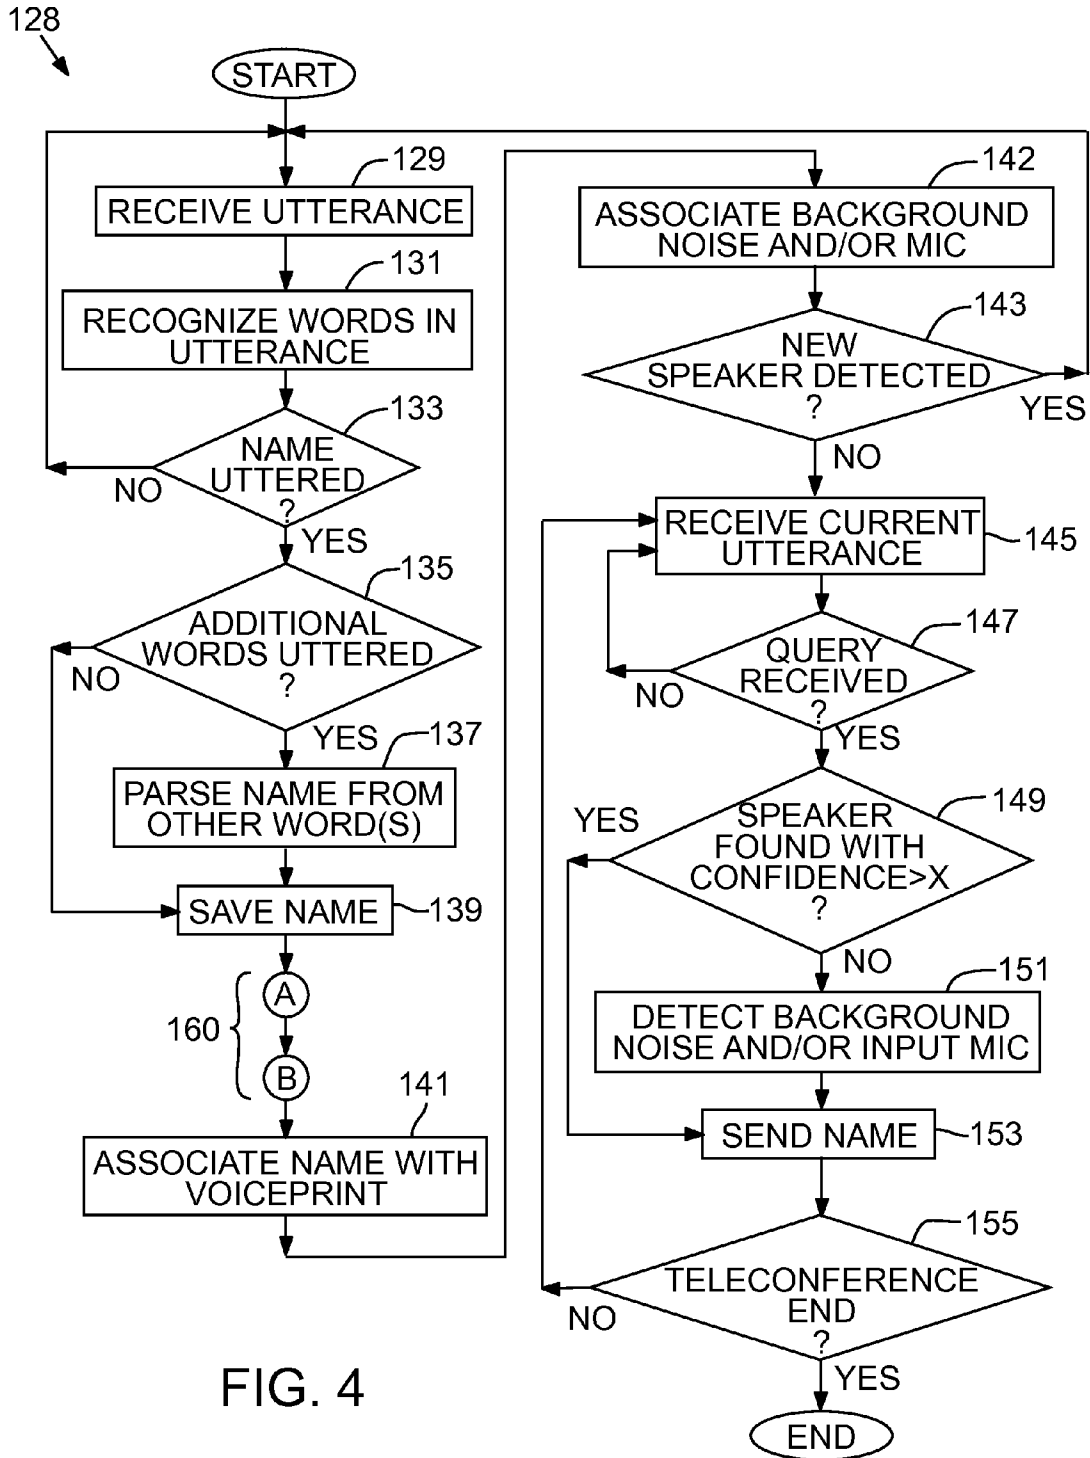 128
START
129
RECEIVE UTTERANCE
131
RECOGNIZE WORDS IN
UTTERANCE
133
NAME
UTTERED
?
NO
YES
135
ADDITIONAL
WORDS UTTERED
?
NO
YES
137
PARSE NAME FROM
OTHER WORD(S)
SAVE NAME
139
160
A
B
141
ASSOCIATE NAME WITH
VOICEPRINT
142
ASSOCIATE BACKGROUND
NOISE AND/OR MIC
143
NEW
SPEAKER DETECTED
?
YES
NO
RECEIVE CURRENT
UTTERANCE
145
147
QUERY
RECEIVED
?
NO
YES
149
SPEAKER
FOUND WITH
CONFIDENCE>X
?
YES
NO
151
DETECT BACKGROUND
NOISE AND/OR INPUT MIC
SEND NAME
153
155
TELECONFERENCE
END
?
NO
YES
END
FIG. 4